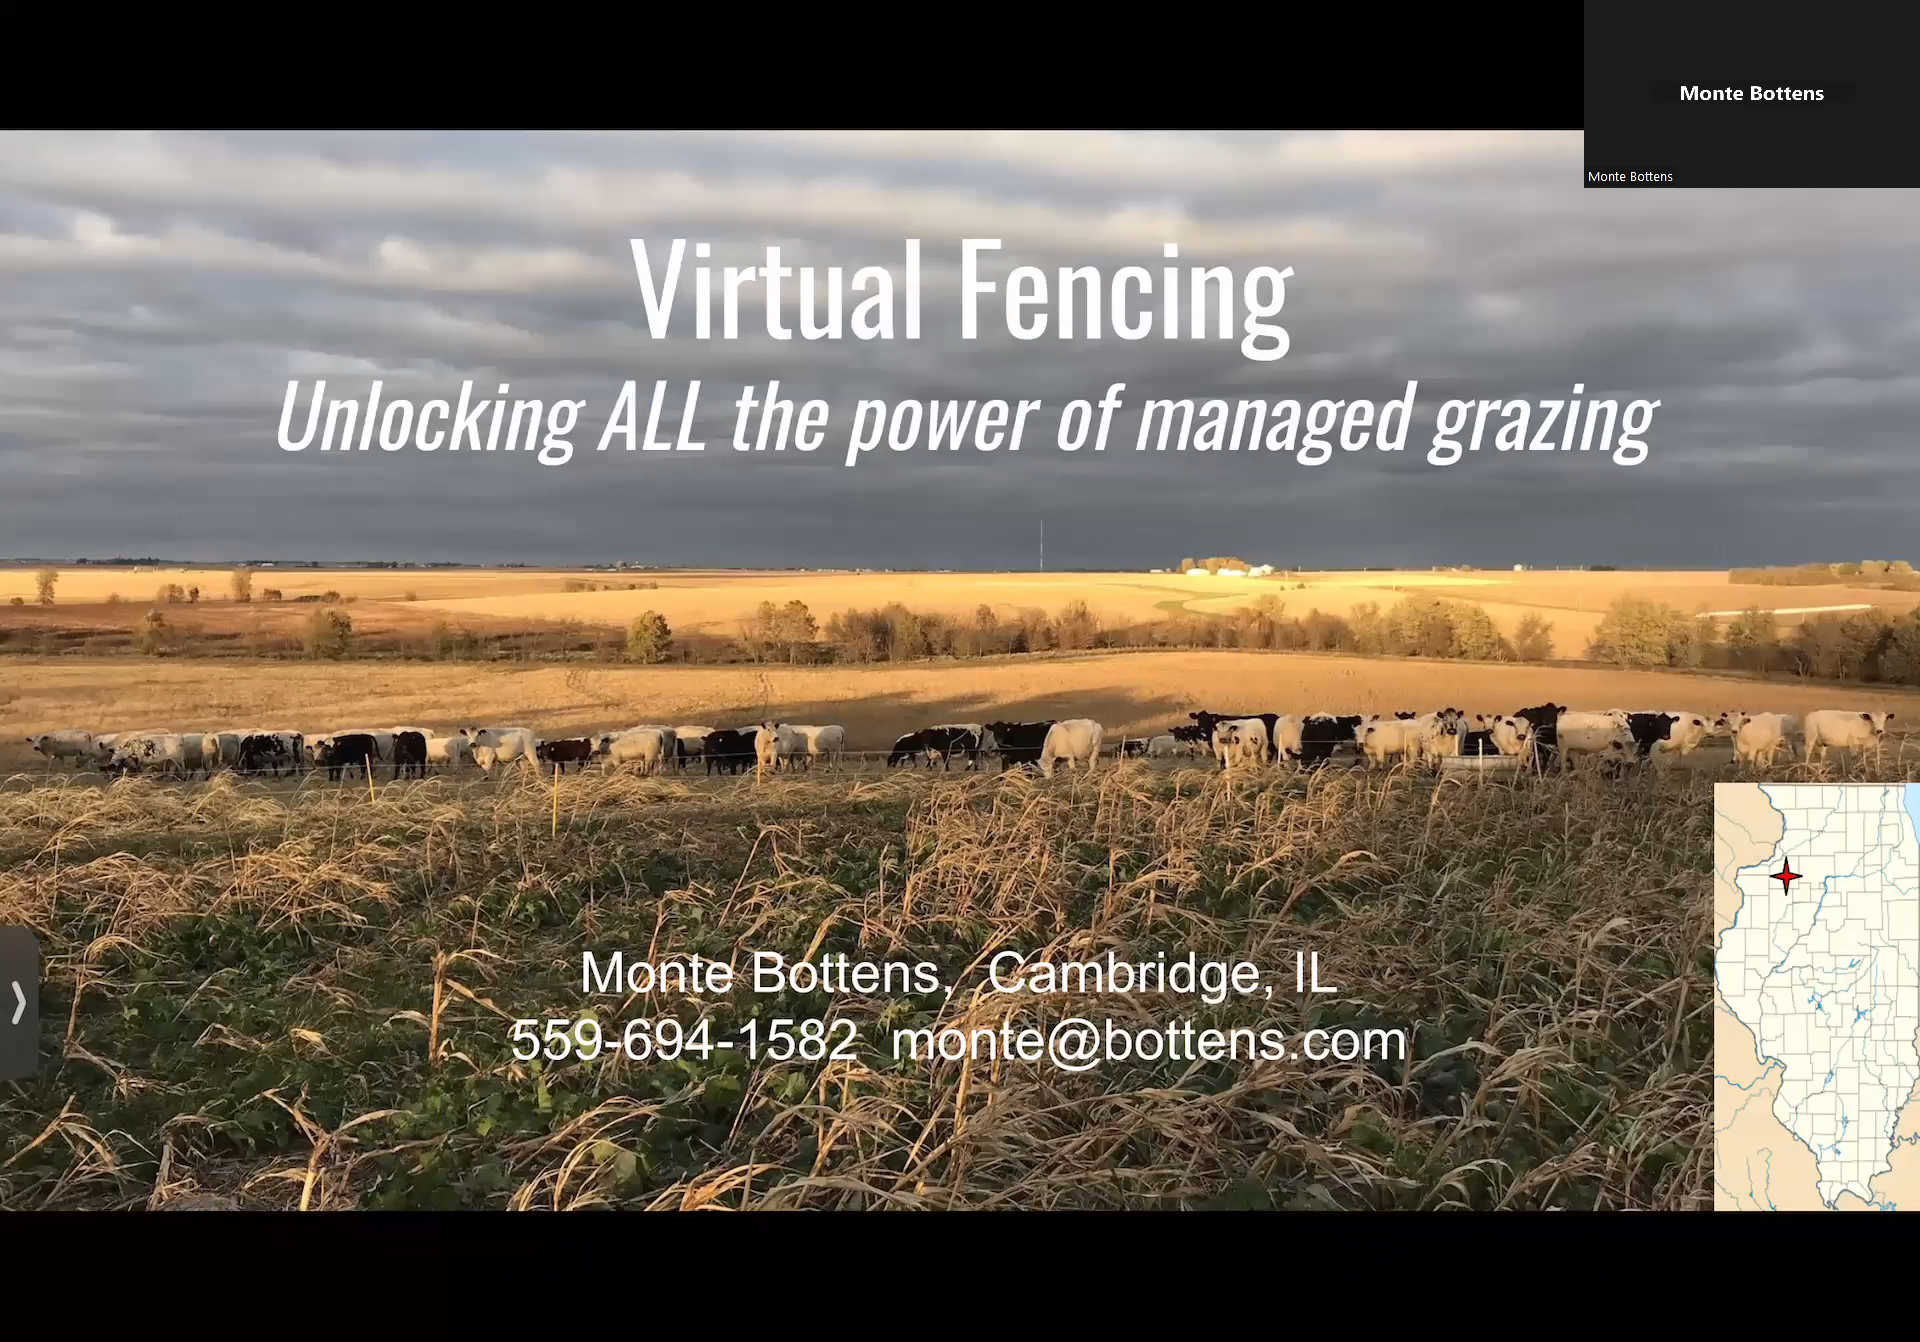 Monte Bottens
Monte Bottens
Virtual Fencing
Unlocking ALL the power of managed grazing
Monte Bottens, Cambridge, IL
559-694-1582 monte@bottens.com